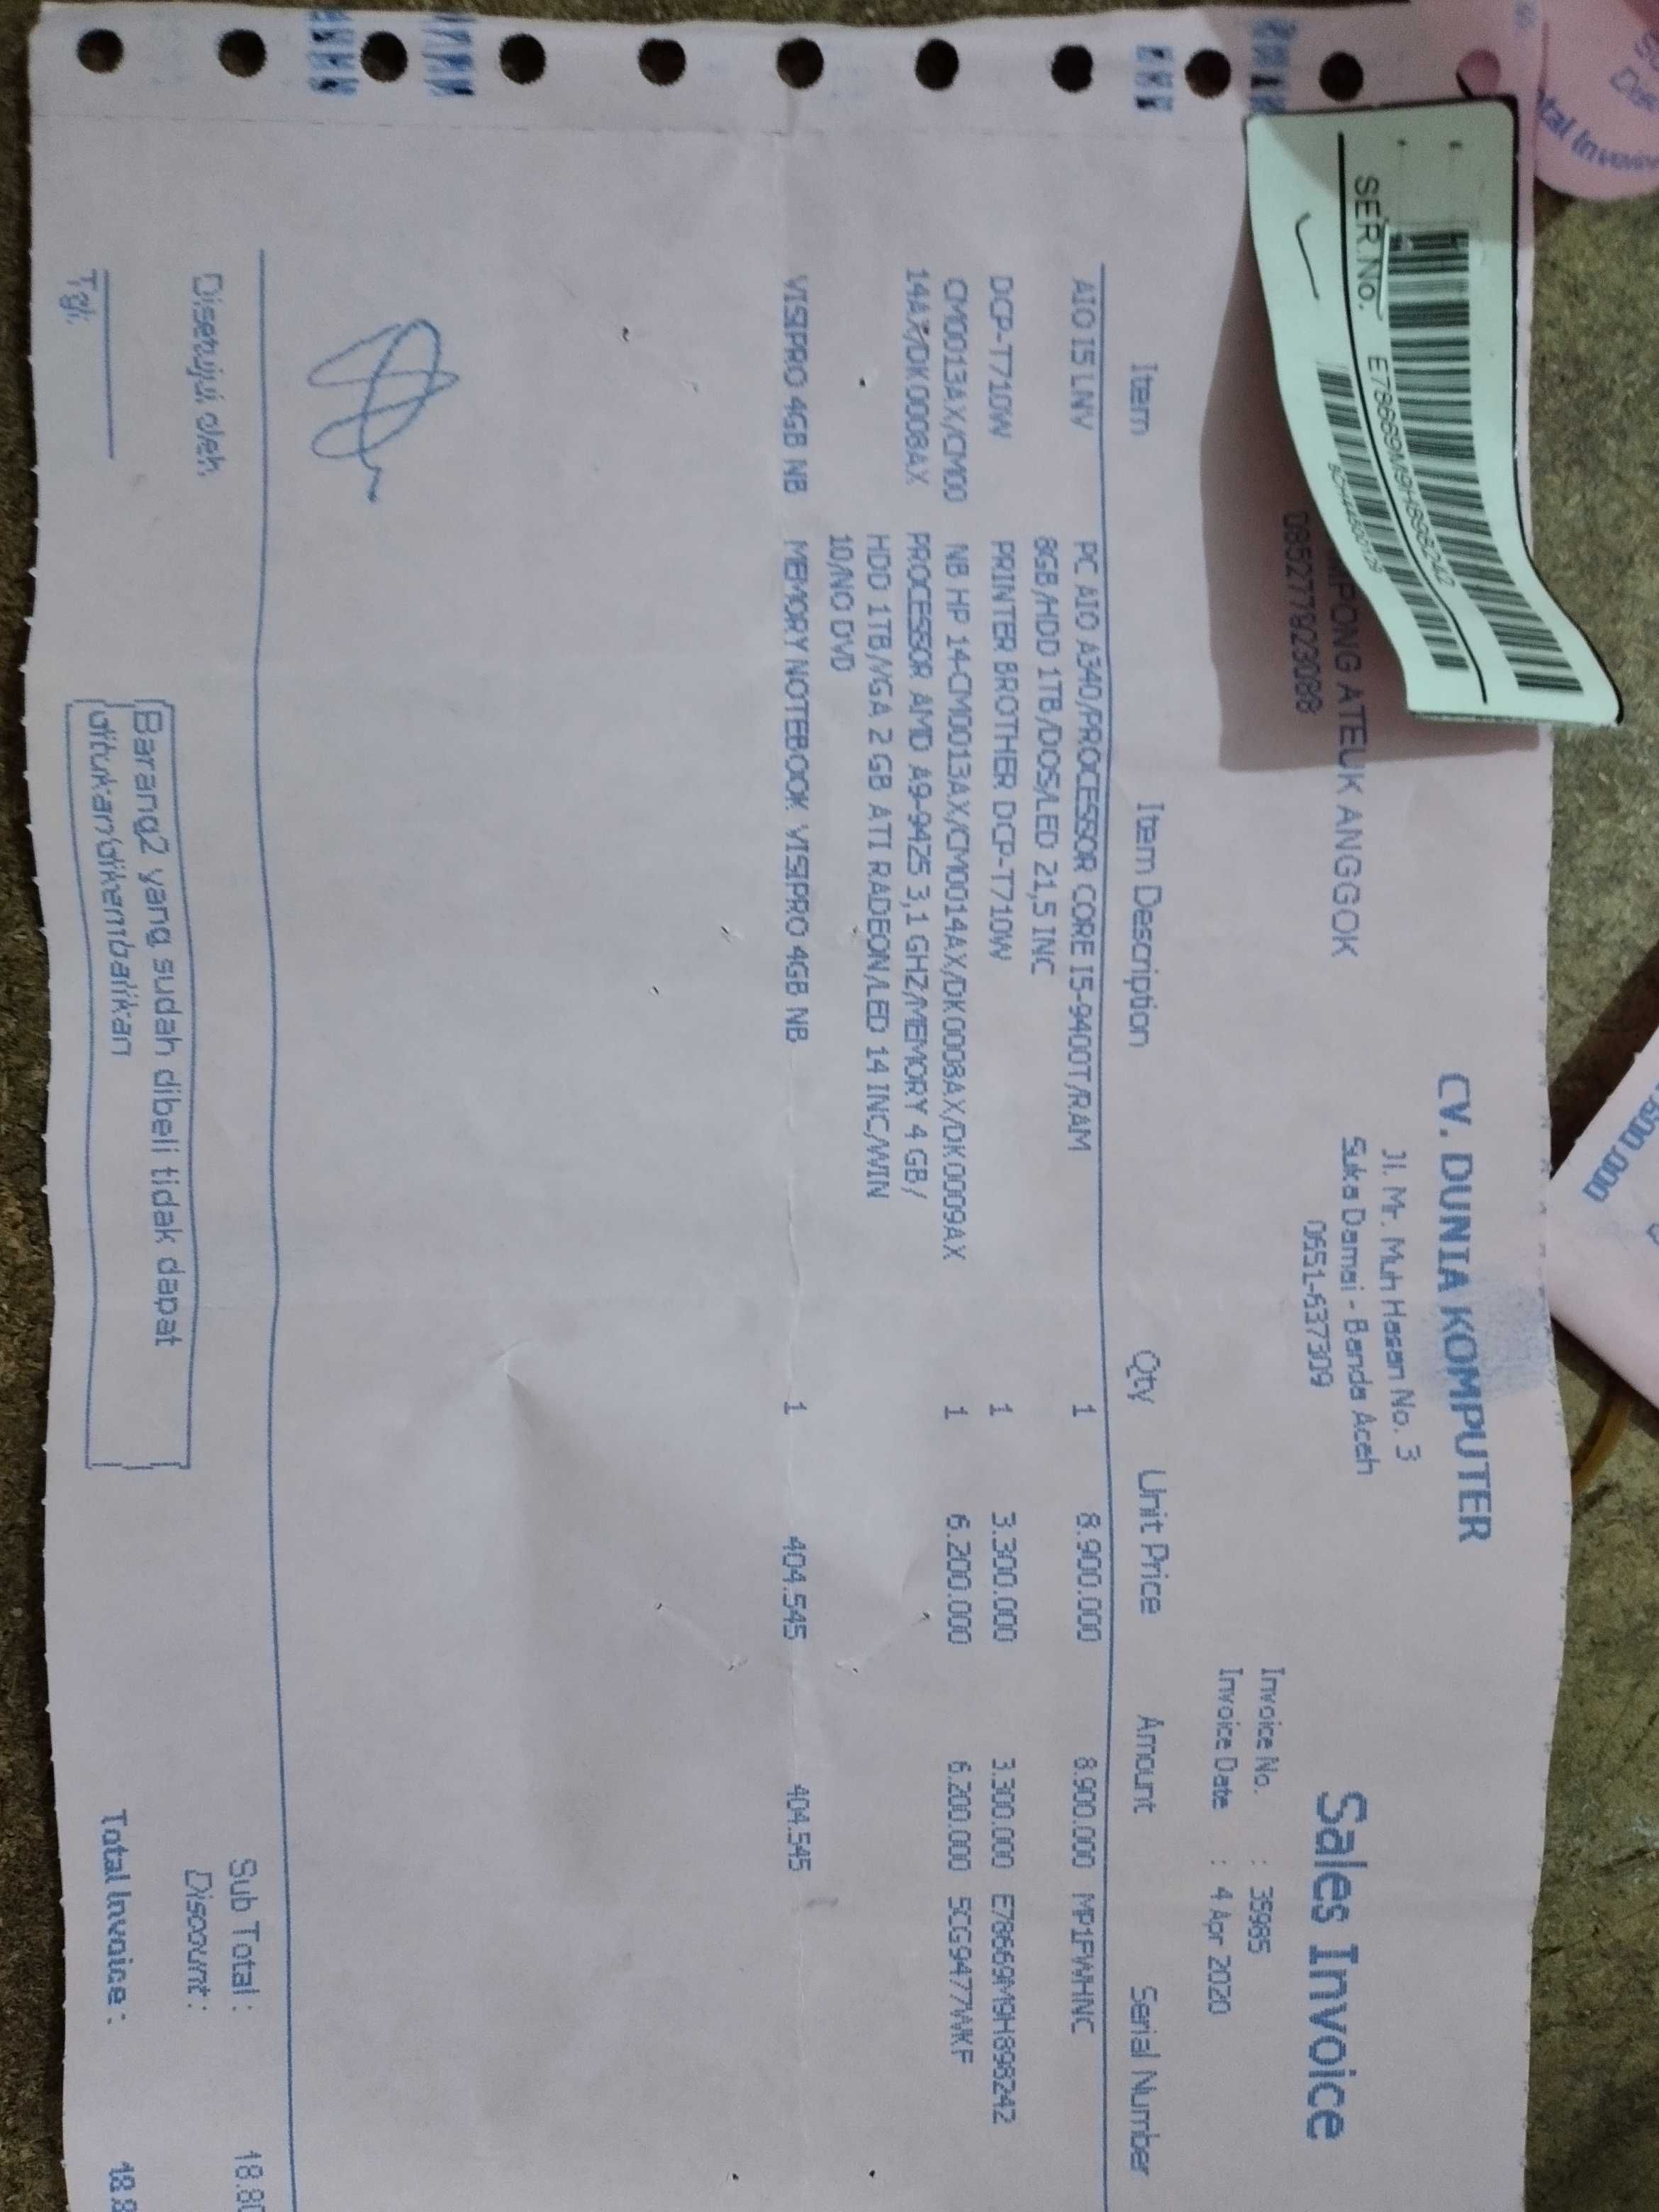 CV. DUNIA KOMPUTER
Jl. Mr. Muh Hasan No. 3
Suka Damai - Banda Aceh
0651-637309
Sales Invoice
Invoice No. : 35985
Invoice Date : 4 Apr 2020
SER.No. E78669M9H898242
ATEUK ANGGOK
085277923088
Item Item Description Qty Unit Price Amount Serial Number
AIO I5 LNV PC AIO A340/PROCESSOR CORE I5-9400T/RAM 1 8.900.000 8.900.000 MP1FWHNC
8GB/HDD 1TB/DOS/LED 21,5 INC
DCP-T710W PRINTER BROTHER DCP-T710W 1 3.300.000 3.300.000 E78669M9H898242
CM0013AX/CM00 NB HP 14-CM0013AX/CM0014AX/DK0008AX/DK0009AX 1 6.200.000 6.200.000 5CG9477WKF
14AX/DK0008AX PROCESSOR AMD A9-9425 3,1 GHZ/MEMORY 4 GB/
HDD 1TB/VGA 2 GB ATI RADEON/LED 14 INC/WIN
10/NO DVD
VISIPRO 4GB NB MEMORY NOTEBOOK VISIPRO 4GB NB 1 404.545 404.545
Disetujui oleh
Tgl:
Barang2 yang sudah dibeli tidak dapat
ditukar/dikembalikan
Sub Total : 18.80
Discount :
Total Invoice : 18.8